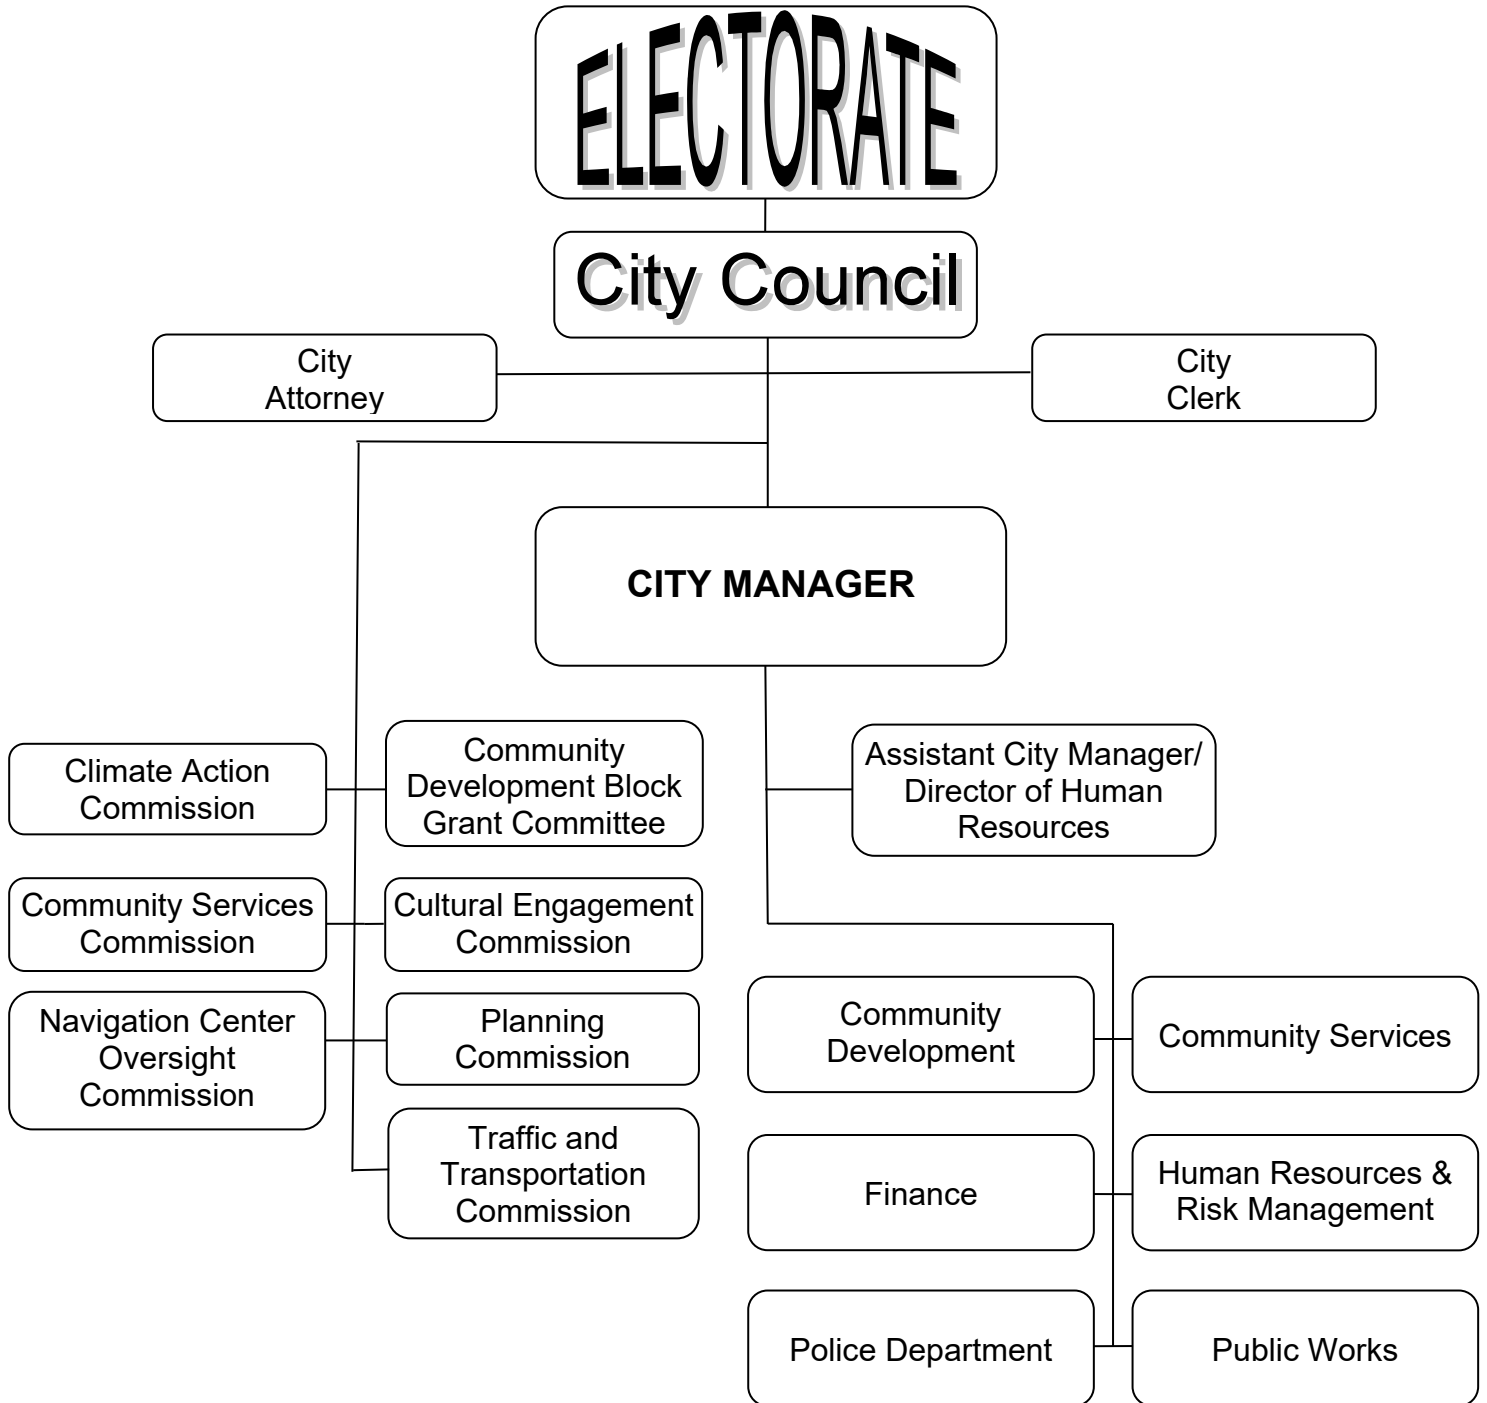 ELECTORATE
City Council
City
Attorney
City
Clerk
CITY MANAGER
Climate Action
Commission
Community
Development Block
Grant Committee
Assistant City Manager/
Director of Human
Resources
Community Services
Commission
Cultural Engagement
Commission
Navigation Center
Oversight
Commission
Planning
Commission
Traffic and
Transportation
Commission
Community
Development
Community Services
Finance
Human Resources &
Risk Management
Police Department
Public Works